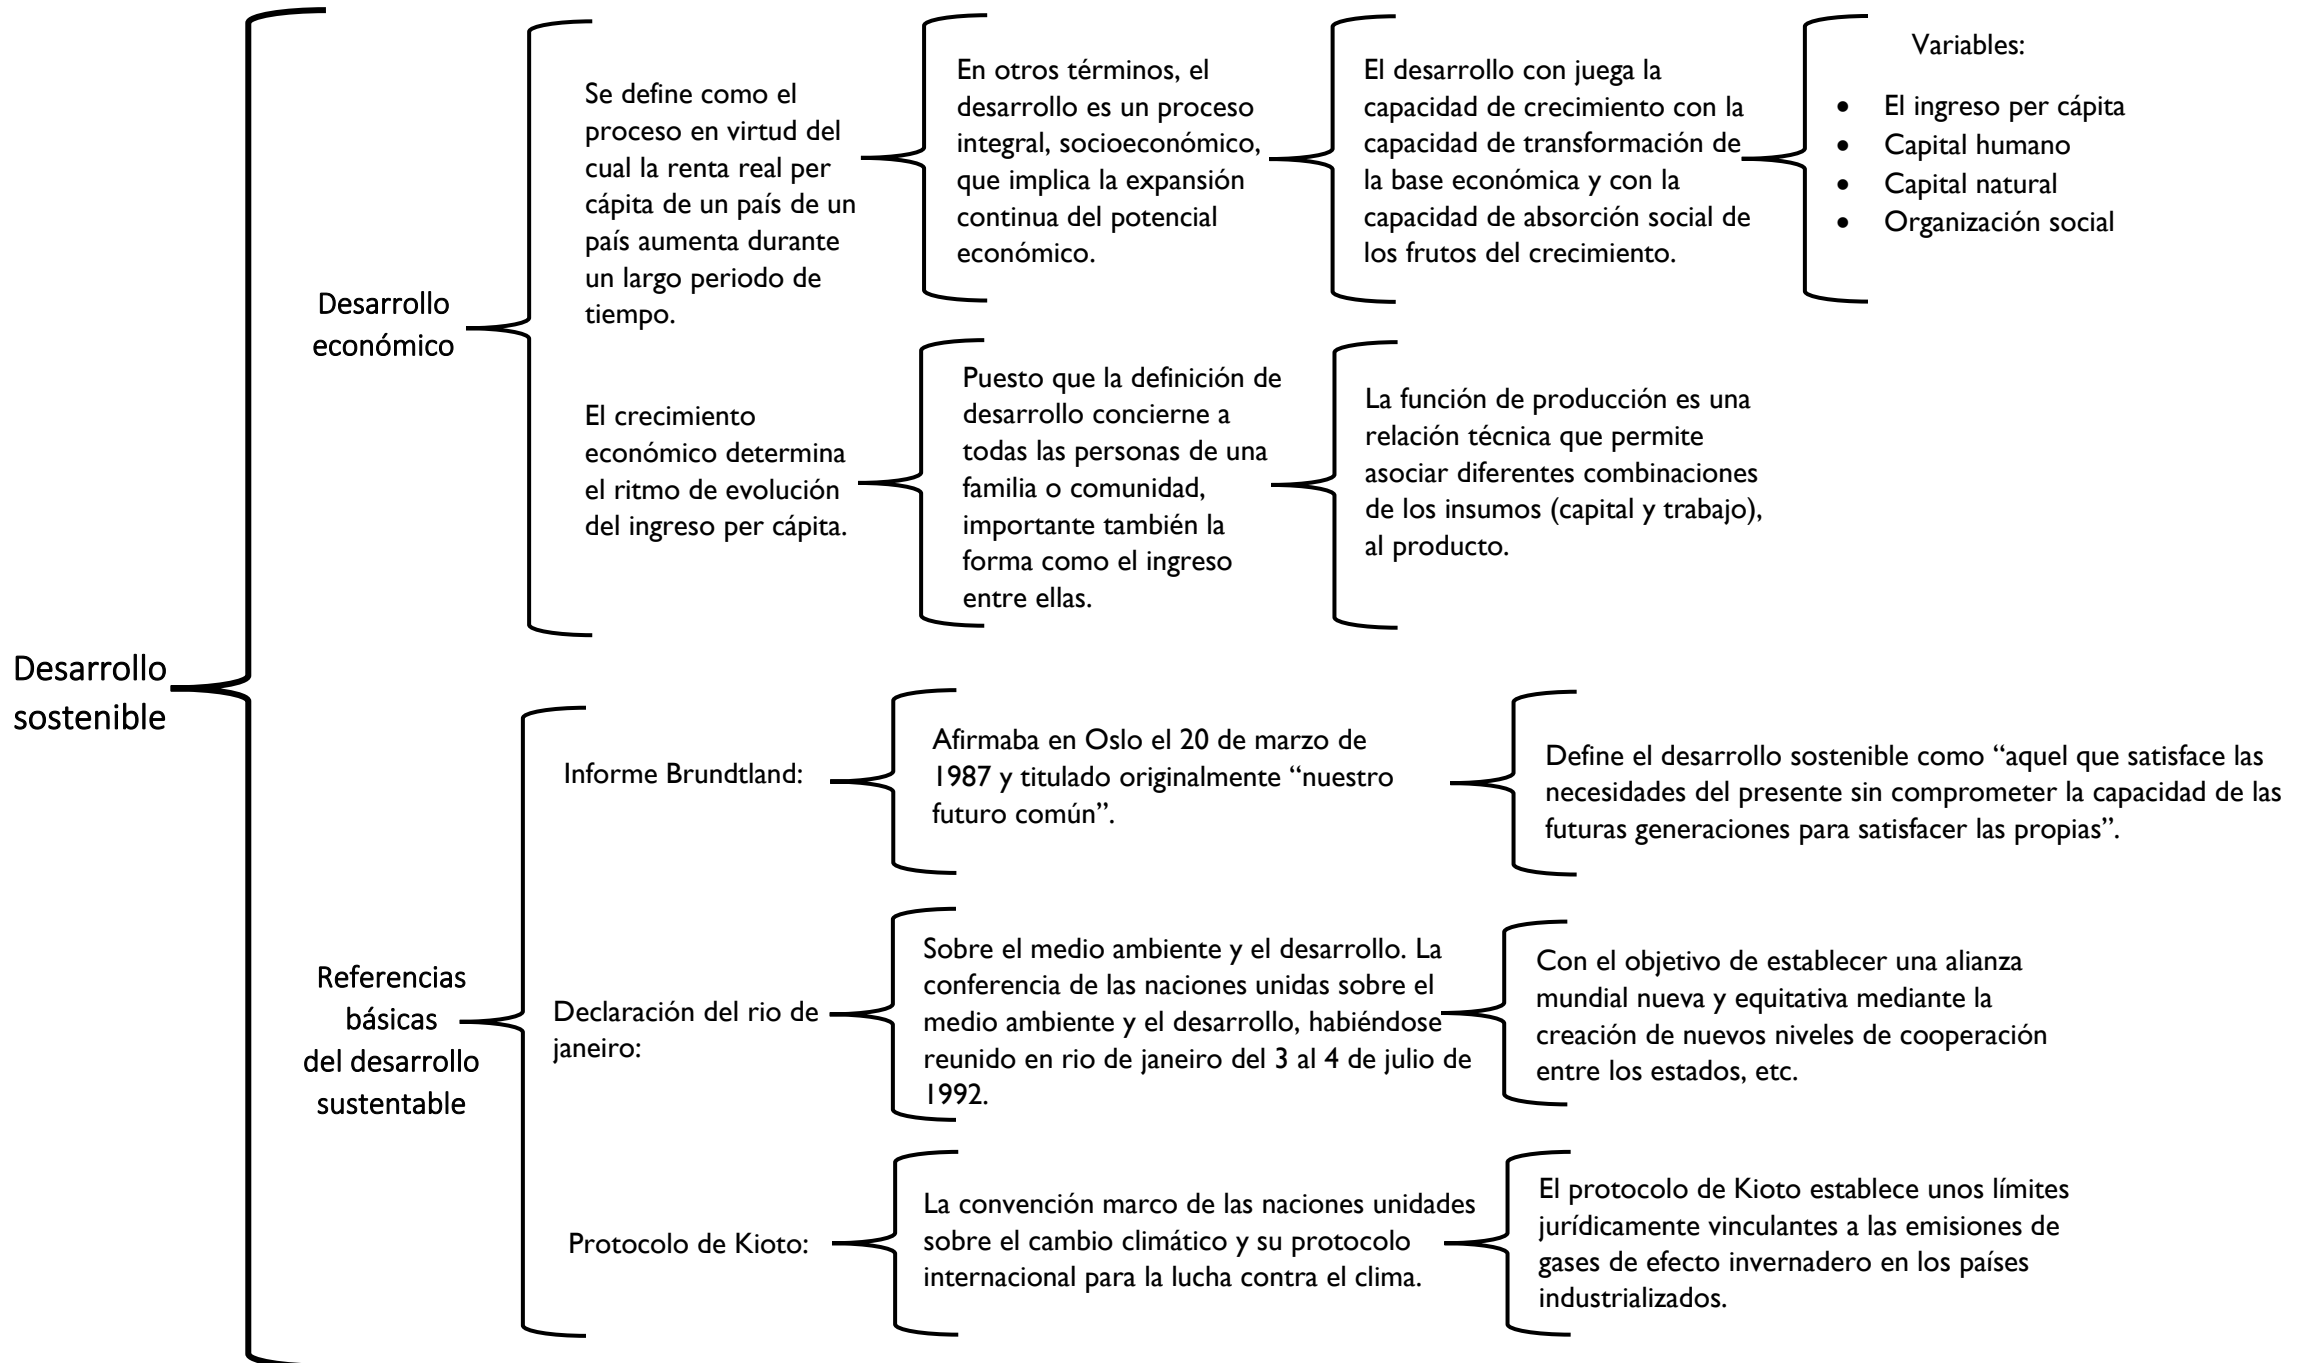 Desarrollo
sostenible
Desarrollo
económico
Se define como el
proceso en virtud del
cual la renta real per
cápita de un país de un
país aumenta durante
un largo periodo de
tiempo.
En otros términos, el
desarrollo es un proceso
integral, socioeconómico,
que implica la expansión
continua del potencial
económico.
El desarrollo con juega la
capacidad de crecimiento con la
capacidad de transformación de
la base económica y con la
capacidad de absorción social de
los frutos del crecimiento.
Variables:
• El ingreso per cápita
• Capital humano
• Capital natural
• Organización social
El crecimiento
económico determina
el ritmo de evolución
del ingreso per cápita.
Puesto que la definición de
desarrollo concierne a
todas las personas de una
familia o comunidad,
importante también la
forma como el ingreso
entre ellas.
La función de producción es una
relación técnica que permite
asociar diferentes combinaciones
de los insumos (capital y trabajo),
al producto.
Referencias
básicas
del desarrollo
sustentable
Informe Brundtland:
Afirmaba en Oslo el 20 de marzo de
1987 y titulado originalmente “nuestro
futuro común”.
Define el desarrollo sostenible como “aquel que satisface las
necesidades del presente sin comprometer la capacidad de las
futuras generaciones para satisfacer las propias”.
Declaración del rio de
janeiro:
Sobre el medio ambiente y el desarrollo. La
conferencia de las naciones unidas sobre el
medio ambiente y el desarrollo, habiéndose
reunido en rio de janeiro del 3 al 4 de julio de
1992.
Con el objetivo de establecer una alianza
mundial nueva y equitativa mediante la
creación de nuevos niveles de cooperación
entre los estados, etc.
Protocolo de Kioto:
La convención marco de las naciones unidades
sobre el cambio climático y su protocolo
internacional para la lucha contra el clima.
El protocolo de Kioto establece unos límites
jurídicamente vinculantes a las emisiones de
gases de efecto invernadero en los países
industrializados.